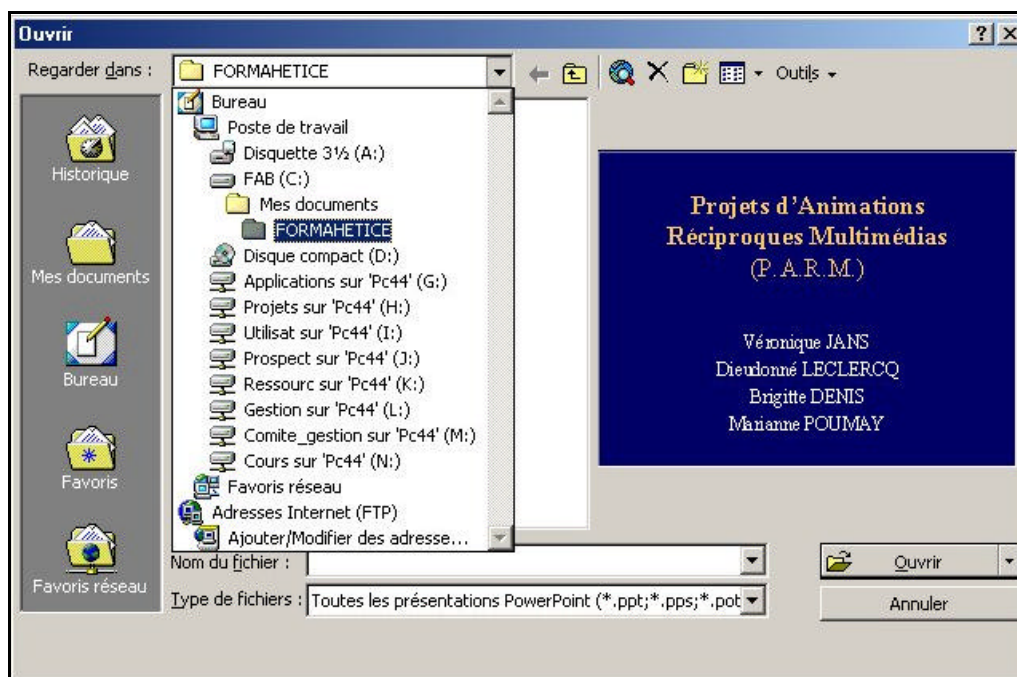 Ouvrir
Regarder dans :
FORMAHETICE
Outils
Historique
Mes documents
Bureau
Favoris
Favoris réseau
Bureau
Poste de travail
Disquette 3½ (A:)
FAB (C:)
Mes documents
FORMAHETICE
Disque compact (D:)
Applications sur 'Pc44' (G:)
Projets sur 'Pc44' (H:)
Utilisat sur 'Pc44' (I:)
Prospect sur 'Pc44' (J:)
Ressourc sur 'Pc44' (K:)
Gestion sur 'Pc44' (L:)
Comite_gestion sur 'Pc44' (M:)
Cours sur 'Pc44' (N:)
Favoris réseau
Adresses Internet (FTP)
Ajouter/Modifier des adresse...
Projets d'Animations
Réciproques Multimédias
(P.A.R.M.)
Véronique JANS
Dieudonné LECLERCQ
Brigitte DENIS
Marianne POUMAY
Nom du fichier :
Ouvrir
Type de fichiers : Toutes les présentations PowerPoint (*.ppt;*.pps;*.pot
Annuler